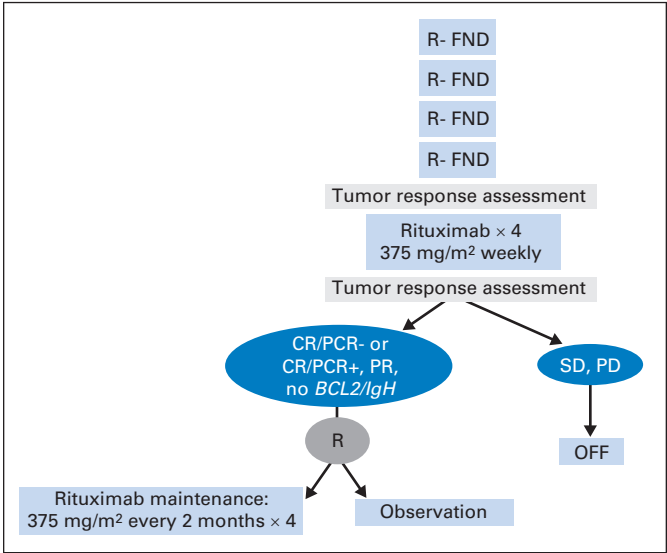 R- FND
R- FND
R- FND
R- FND
Tumor response assessment
Rituximab × 4
375 mg/m² weekly
Tumor response assessment
CR/PCR- or
CR/PCR+, PR,
no BCL2/IgH
SD, PD
R
OFF
Rituximab maintenance:
375 mg/m² every 2 months × 4
Observation